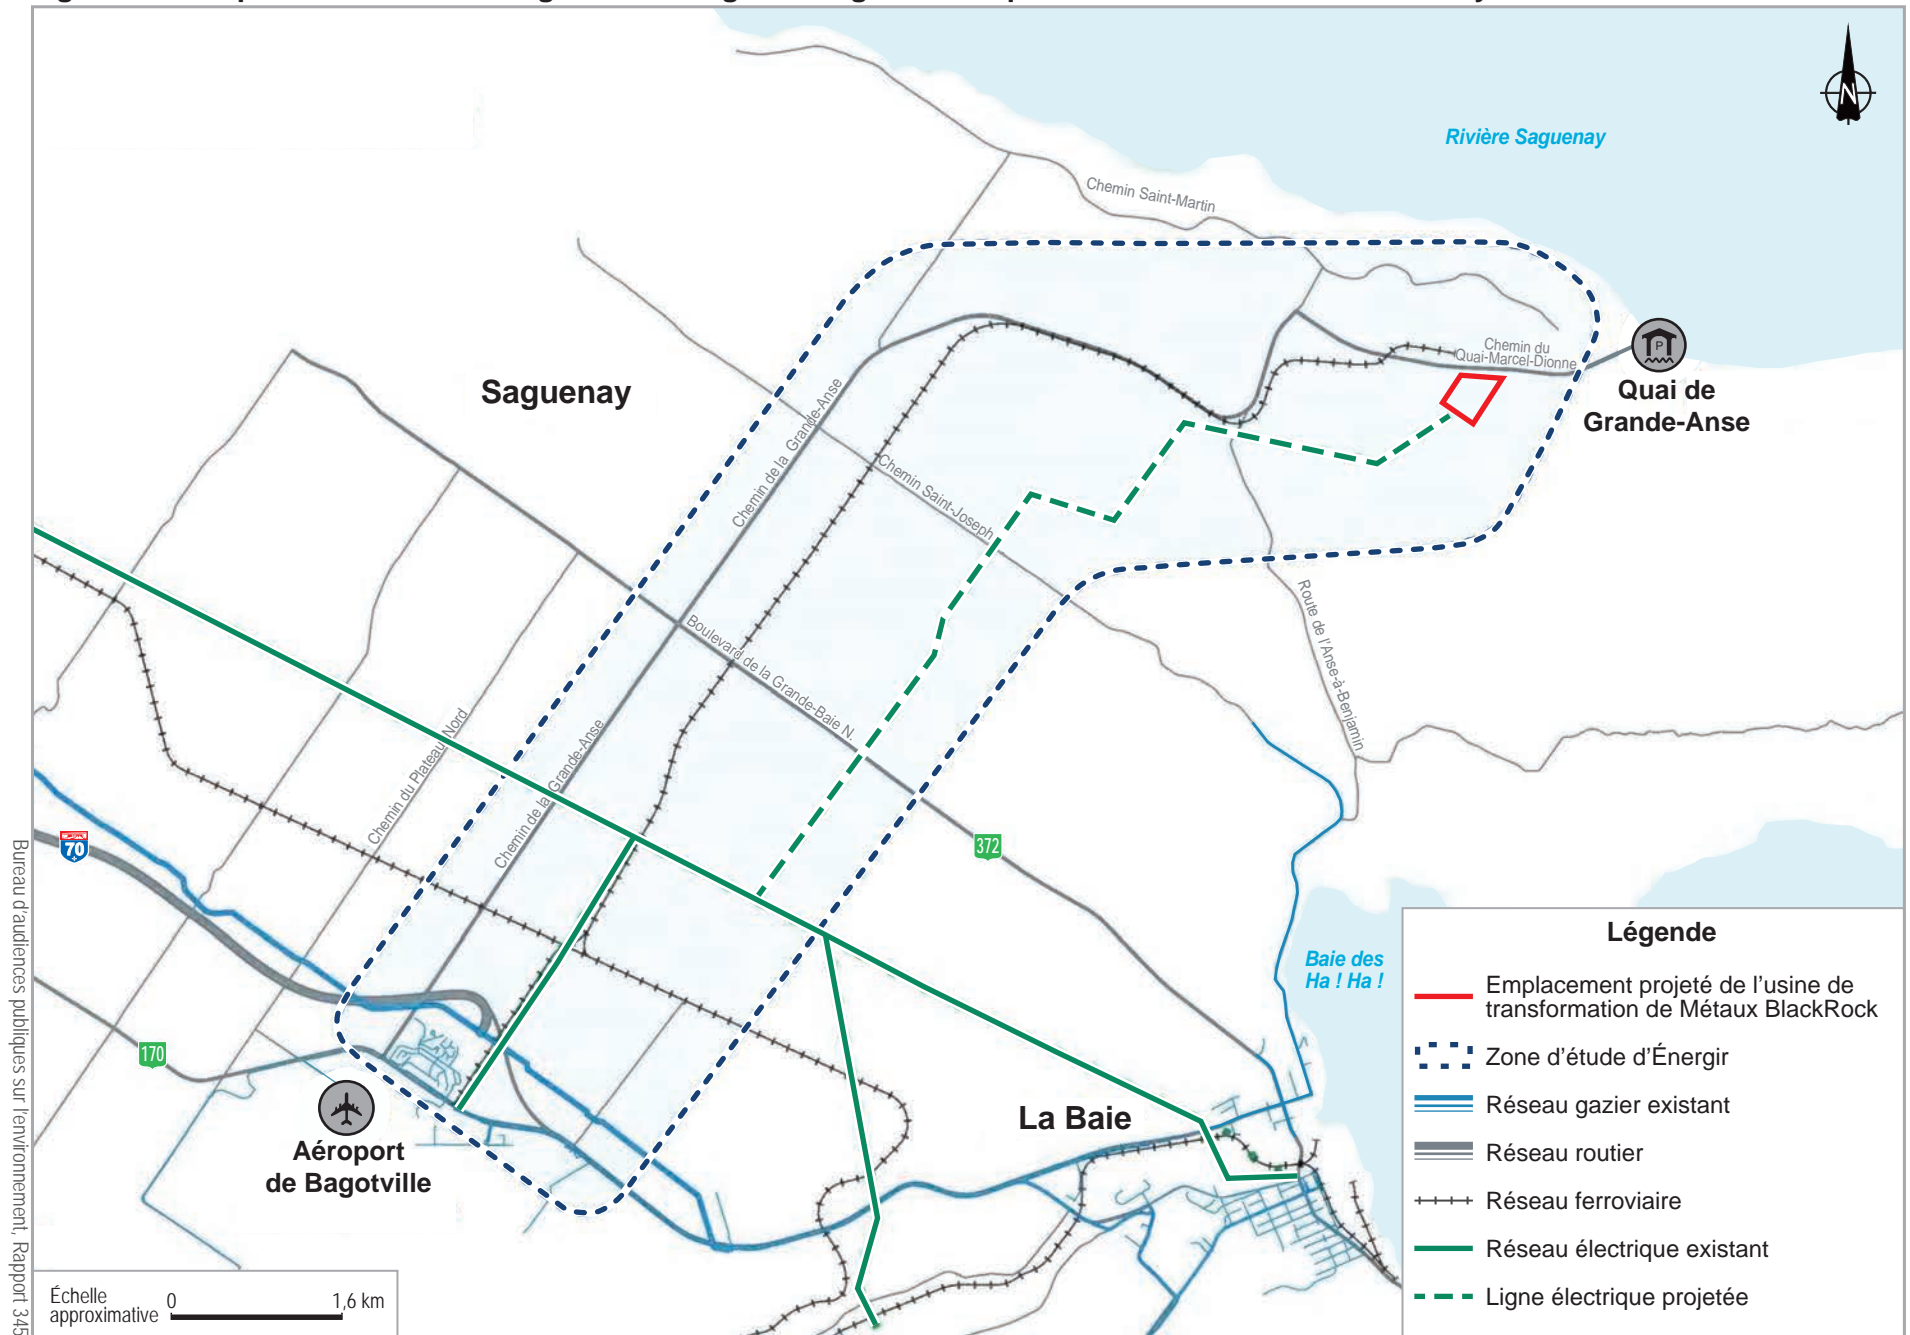 Rivière Saguenay
Chemin Saint-Martin
Chemin du
Quai-Marcel-Dionne
P
Quai de
Grande-Anse
Saguenay
Chemin de la Grande-Anse
Chemin Saint-Joseph
Route de l'Anse-à-Benjamin
Boulevard de la Grande-Baie N.
Chemin du Plateau Nord
Chemin de la Grande-Anse
70
372
170
Aéroport
de Bagotville
La Baie
Baie des
Ha ! Ha !
Légende
Emplacement projeté de l'usine de
transformation de Métaux BlackRock
Zone d'étude d'Énergir
Réseau gazier existant
Réseau routier
Réseau ferroviaire
Réseau électrique existant
Ligne électrique projetée
Échelle
approximative
0
1,6 km
N
Bureau d'audiences publiques sur l'environnement, Rapport 345